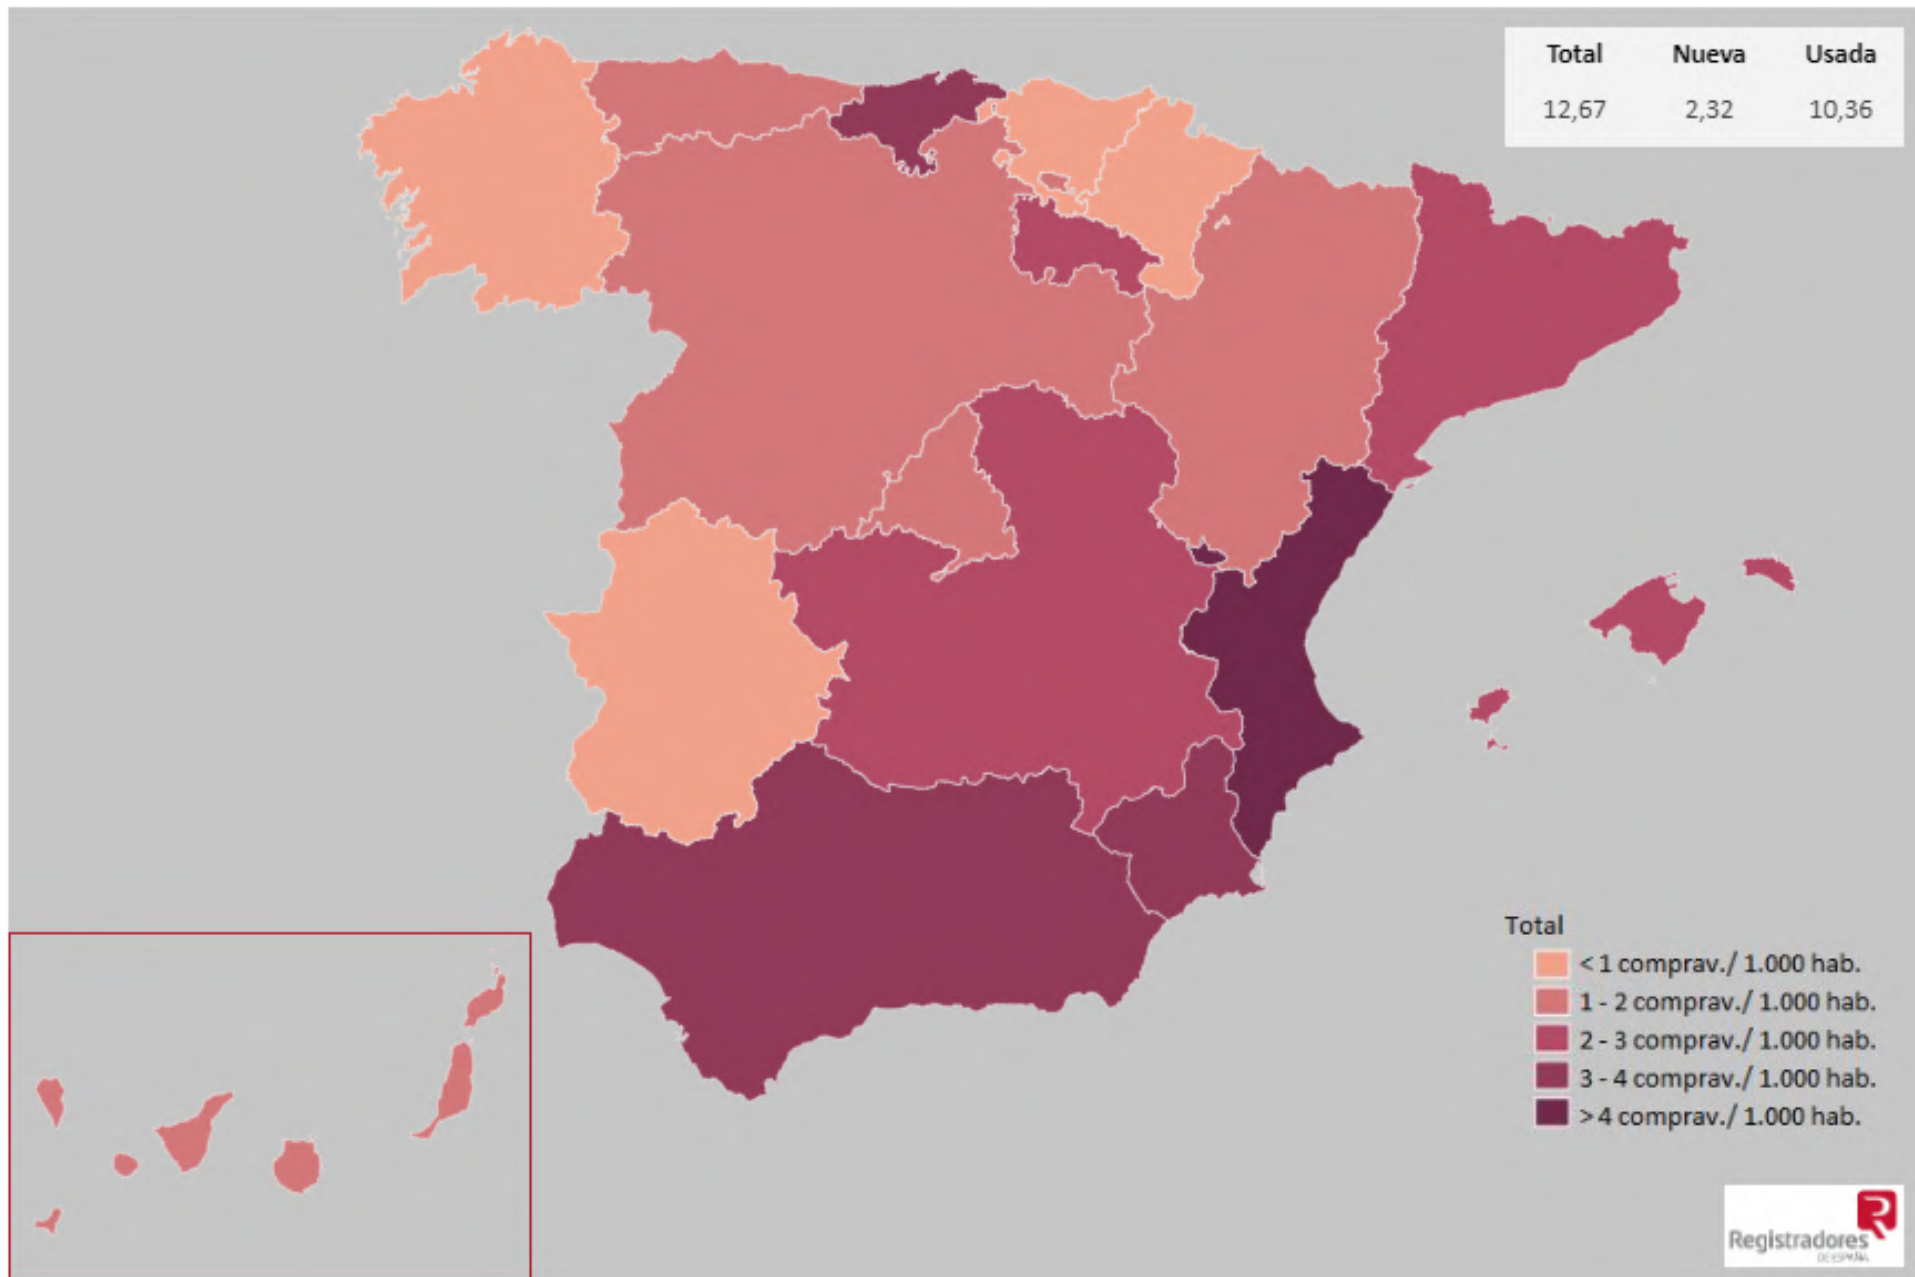 Total Nueva Usada
12,67 2,32 10,36
Total
< 1 comprav./ 1.000 hab.
1 - 2 comprav./ 1.000 hab.
2 - 3 comprav./ 1.000 hab.
3 - 4 comprav./ 1.000 hab.
> 4 comprav./ 1.000 hab.
Registradores
DE ESPAÑA